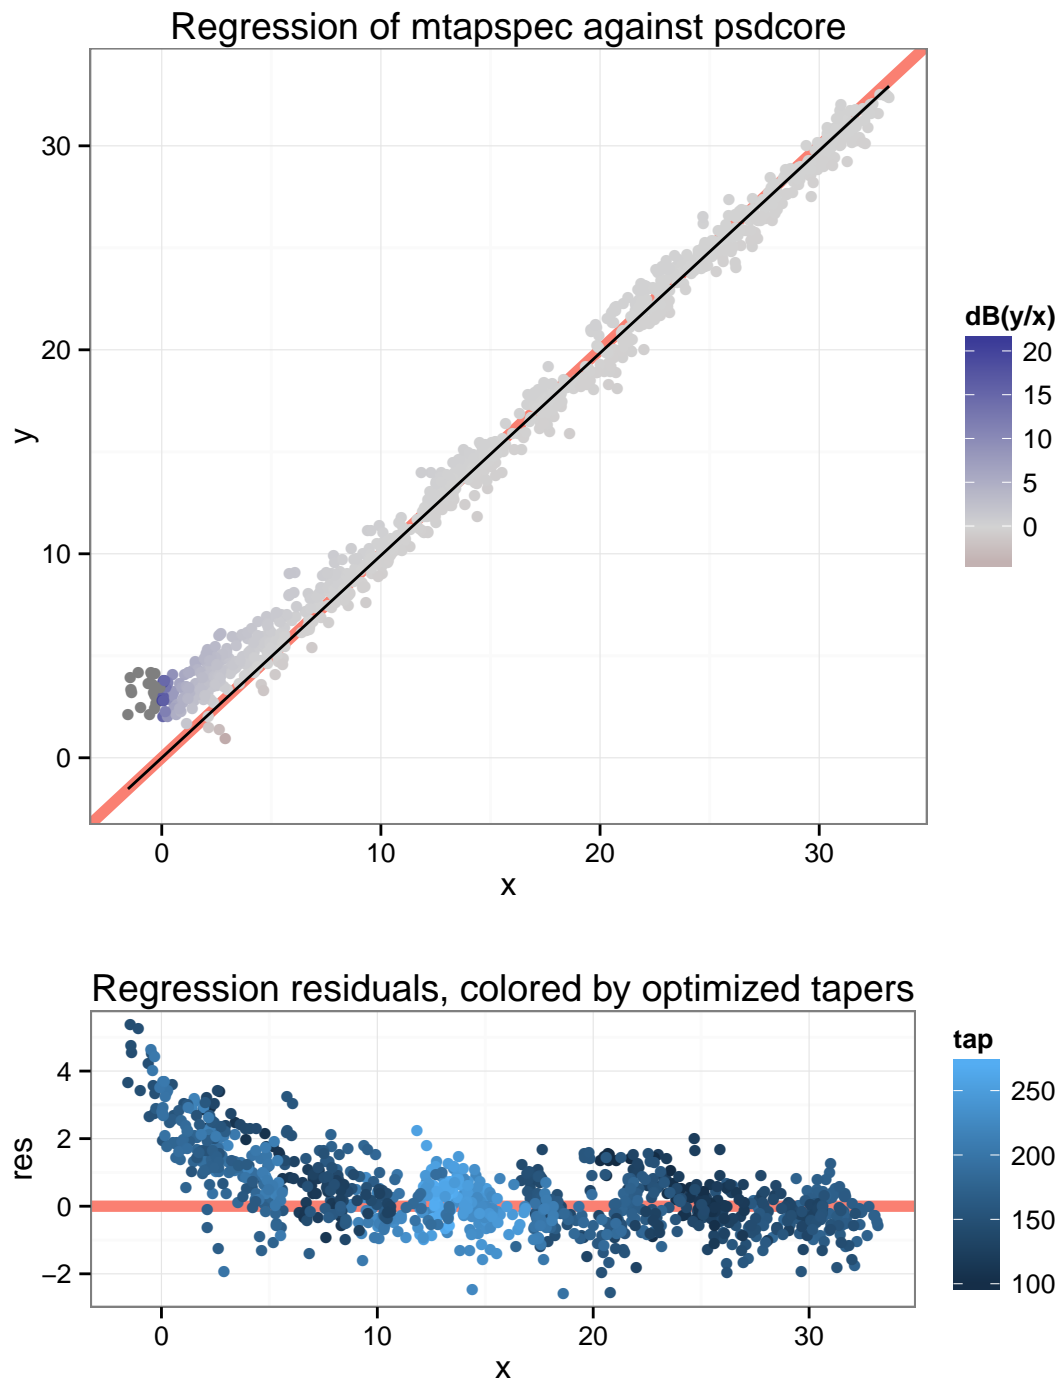 Regression of mtapspec against psdcore
30
20
10
0
y
0 10 20 30
x
dB(y/x)
20
15
10
5
0
Regression residuals, colored by optimized tapers
4
2
0
−2
res
0 10 20 30
x
tap
250
200
150
100